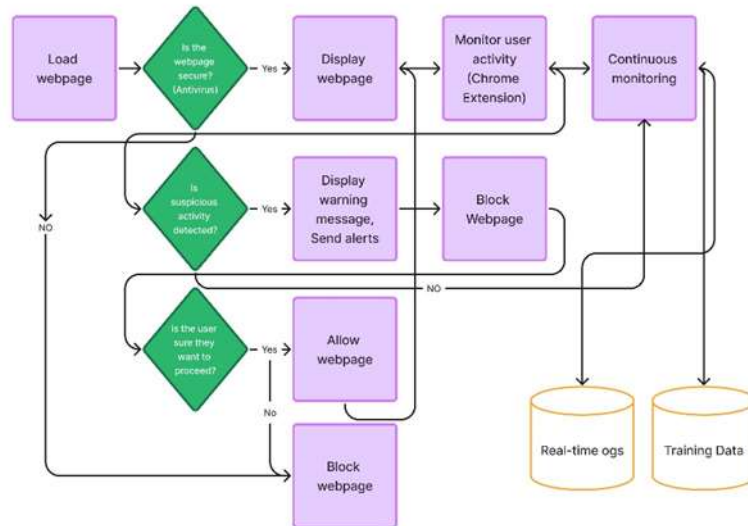 Load
webpage
Is the
webpage
secure?
(Antivirus)
Yes
Display
webpage
Monitor user
activity
(Chrome
Extension)
Continuous
monitoring
NO
Is
suspicious
activity
detected?
Yes
Display
warning
message,
Send alerts
Block
Webpage
NO
Is the user
sure they
want to
proceed?
Yes
Allow
webpage
No
Block
webpage
Real-time ogs
Training Data